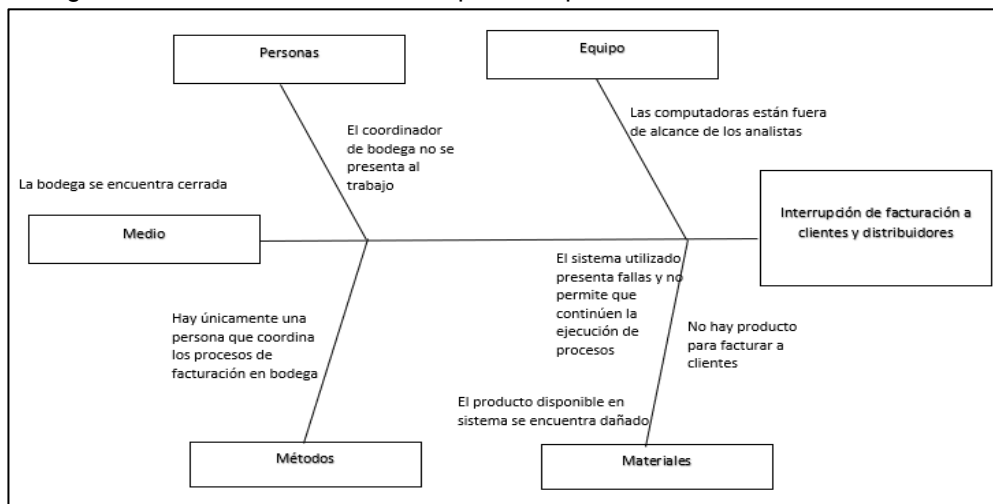 Personas
Equipo
El coordinador
de bodega no se
presenta al
trabajo
Las computadoras están fuera
de alcance de los analistas
La bodega se encuentra cerrada
Medio
Interrupción de facturación a
clientes y distribuidores
El sistema utilizado
presenta fallas y no
permite que
continúen la
ejecución de
procesos
Hay únicamente una
persona que coordina
los procesos de
facturación en bodega
No hay producto
para facturar a
clientes
El producto disponible en
sistema se encuentra dañado
Métodos
Materiales